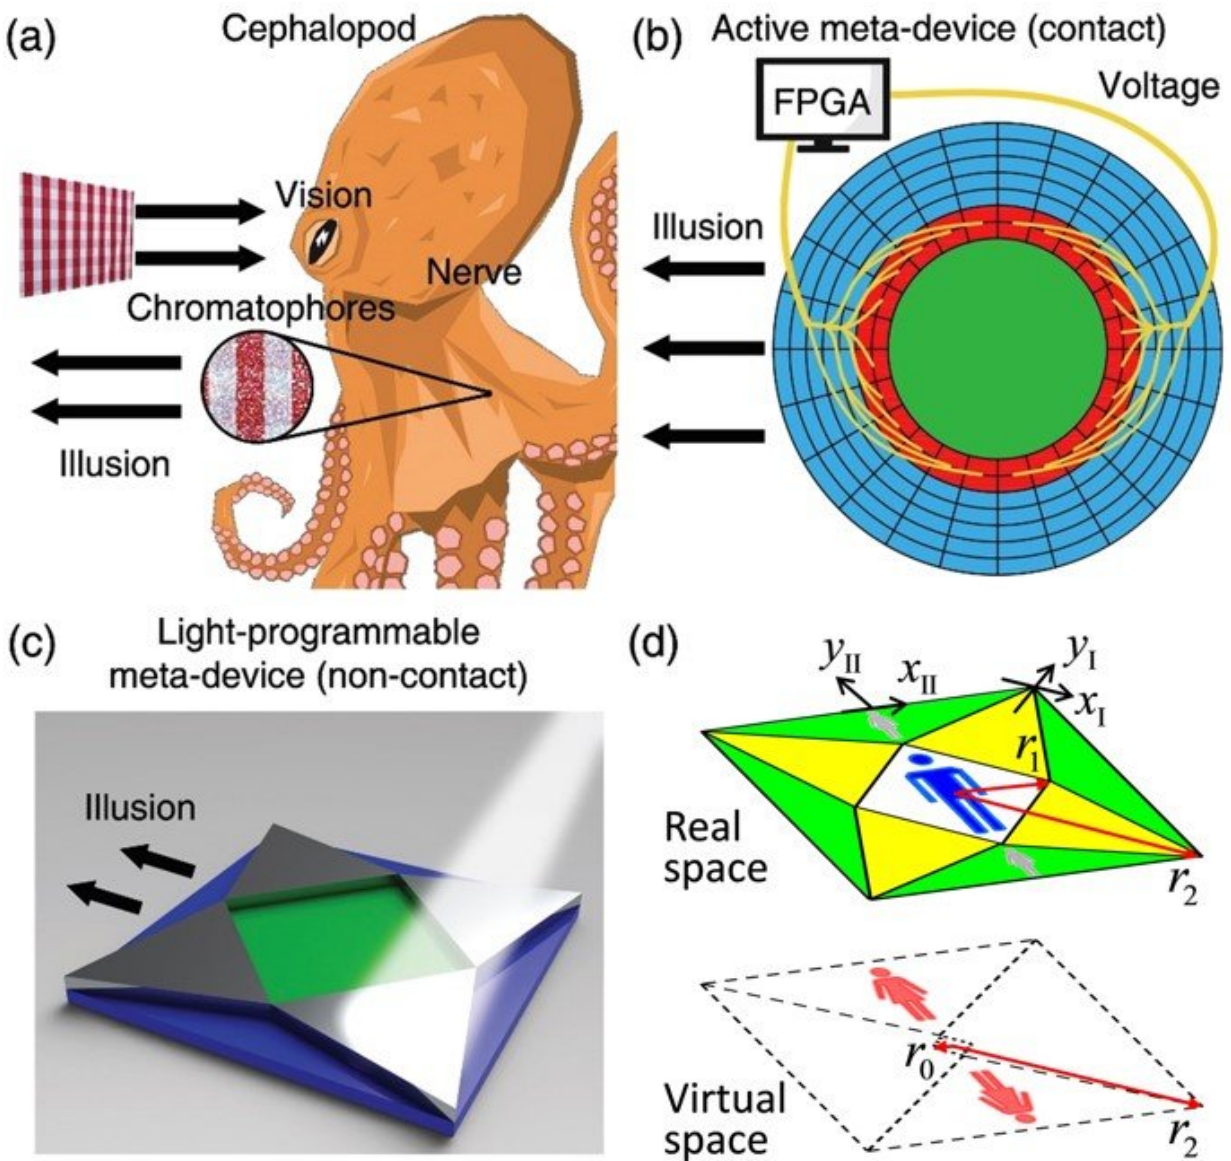 (a)
Cephalopod
Vision
Nerve
Chromatophores
Illusion
(b)
Active meta-device (contact)
FPGA
Voltage
Illusion
(c)
Light-programmable
meta-device (non-contact)
Illusion
(d)
y_II
x_II
y_I
x_I
r_1
Real
space
r_2
r_0
Virtual
space
r_2